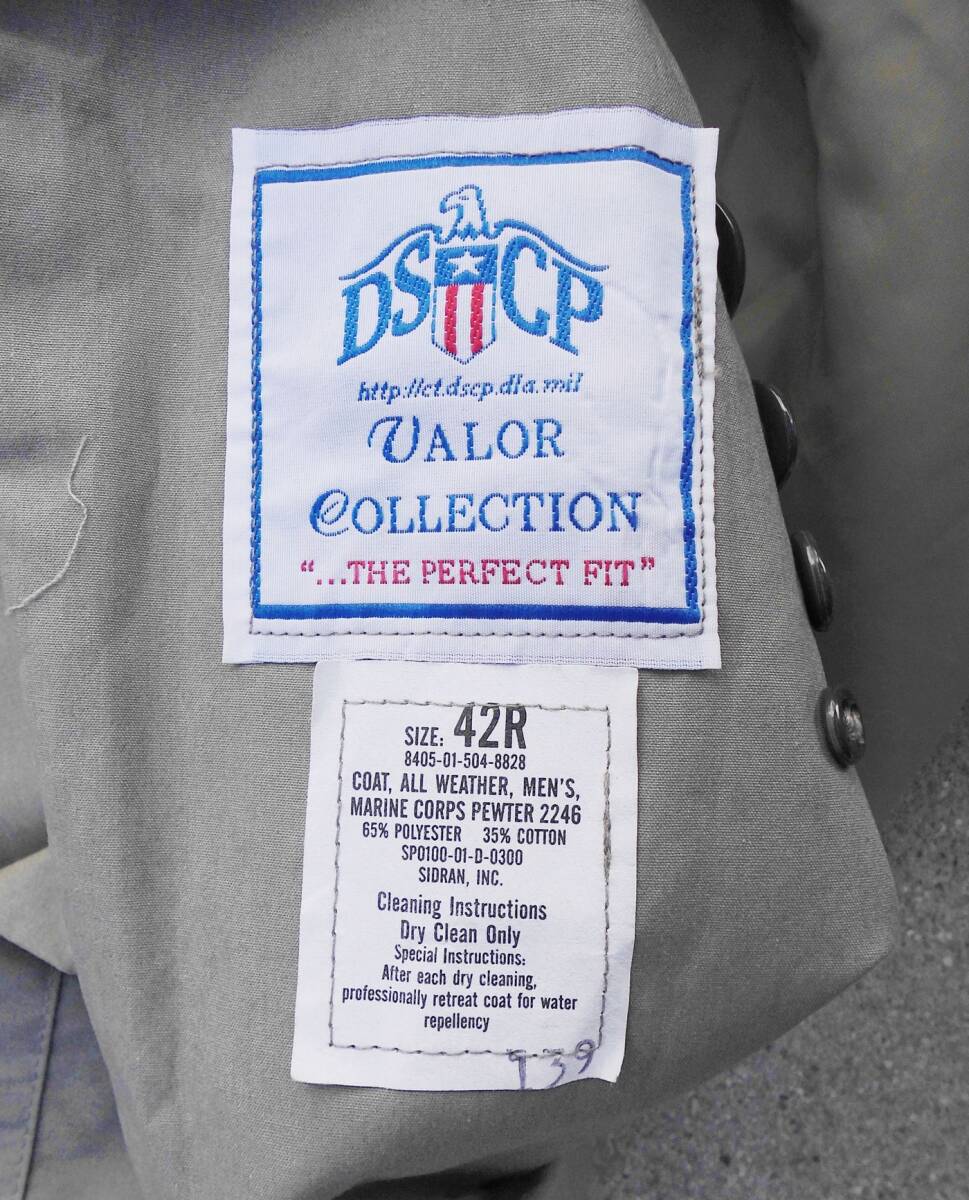 DSCP
http://ct.dscp.dla.mil
VALOR
COLLECTION
“...THE PERFECT FIT”
SIZE: 42R
8405-01-504-8828
COAT, ALL WEATHER, MEN'S,
MARINE CORPS PEWTER 2246
65% POLYESTER 35% COTTON
SPO100-01-D-0300
SIDRAN, INC.
Cleaning Instructions
Dry Clean Only
Special Instructions:
After each dry cleaning,
professionally retreat coat for water
repellency
939